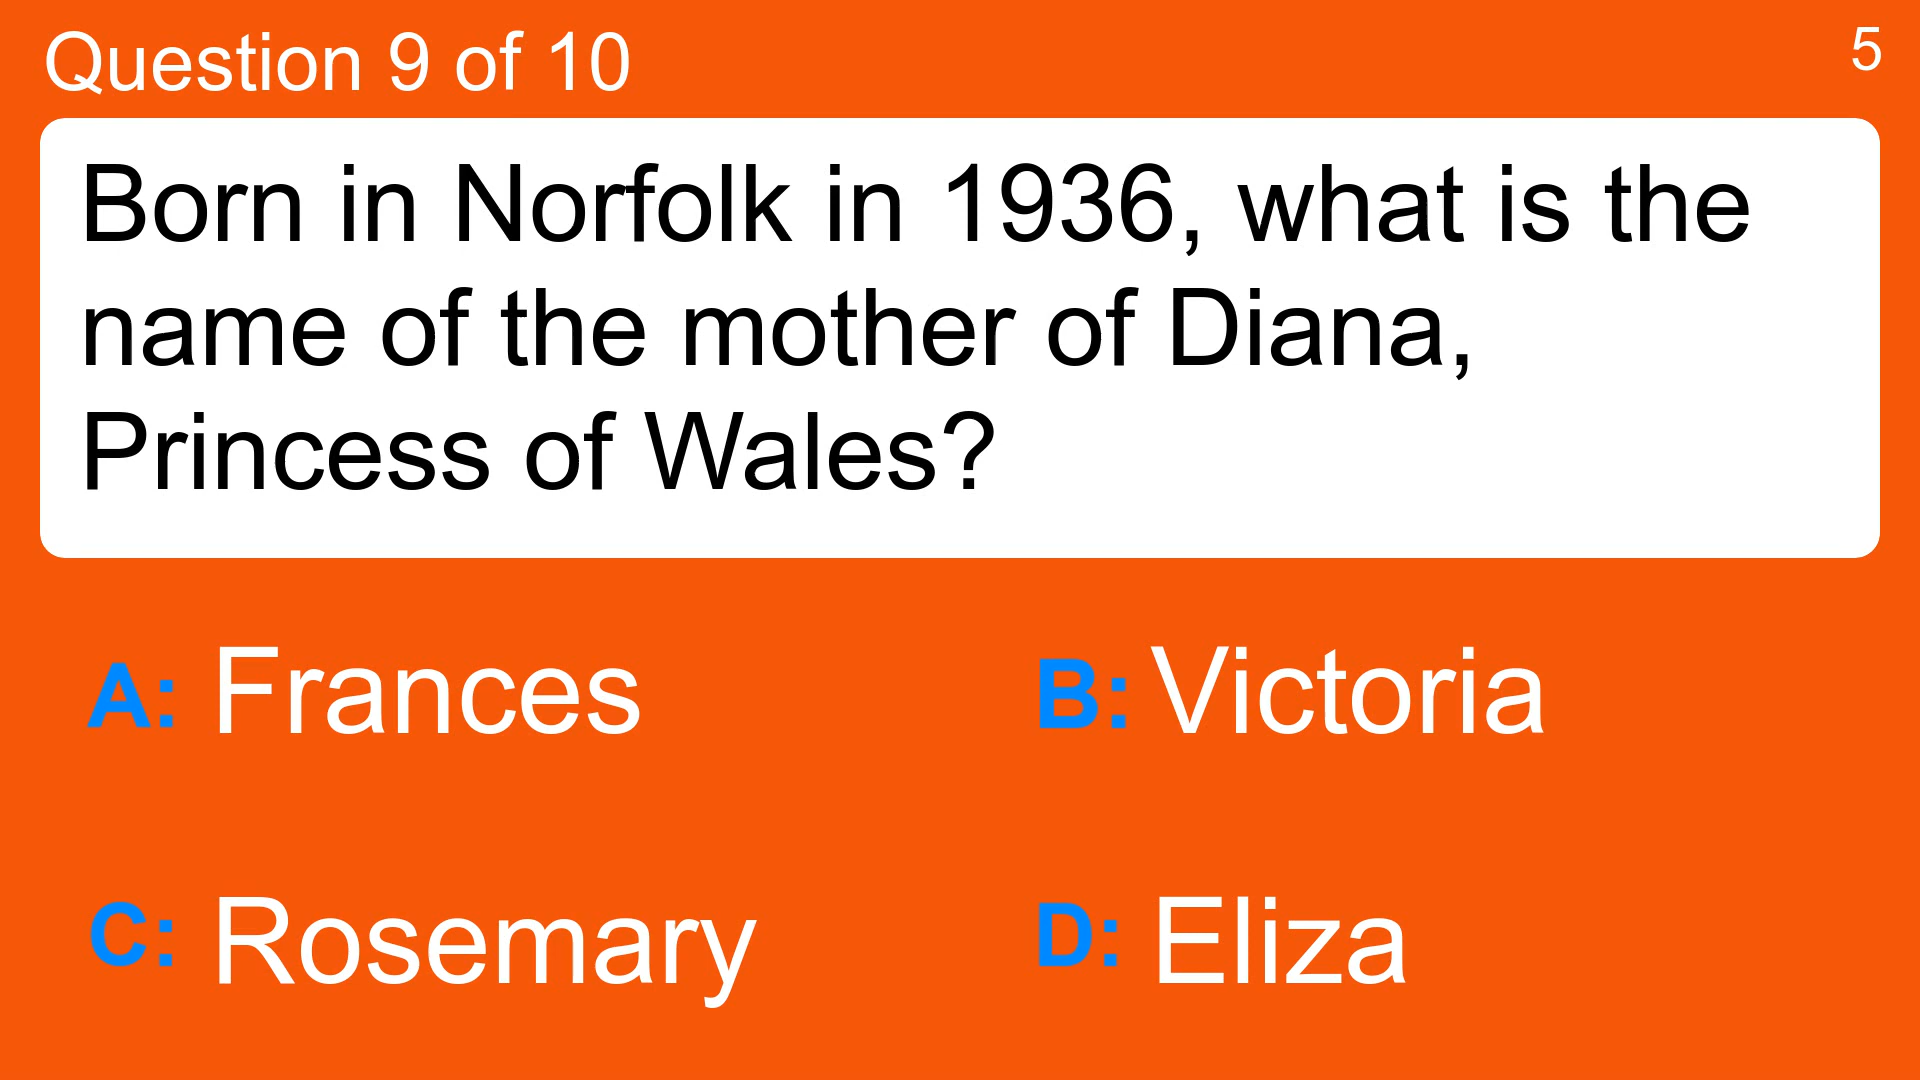 Question 9 of 10
5
Born in Norfolk in 1936, what is the
name of the mother of Diana,
Princess of Wales?
A: Frances
B: Victoria
C: Rosemary
D: Eliza